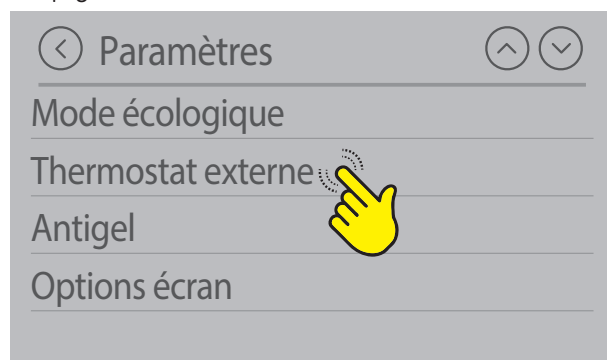 Paramètres
Mode écologique
Thermostat externe
Antigel
Options écran